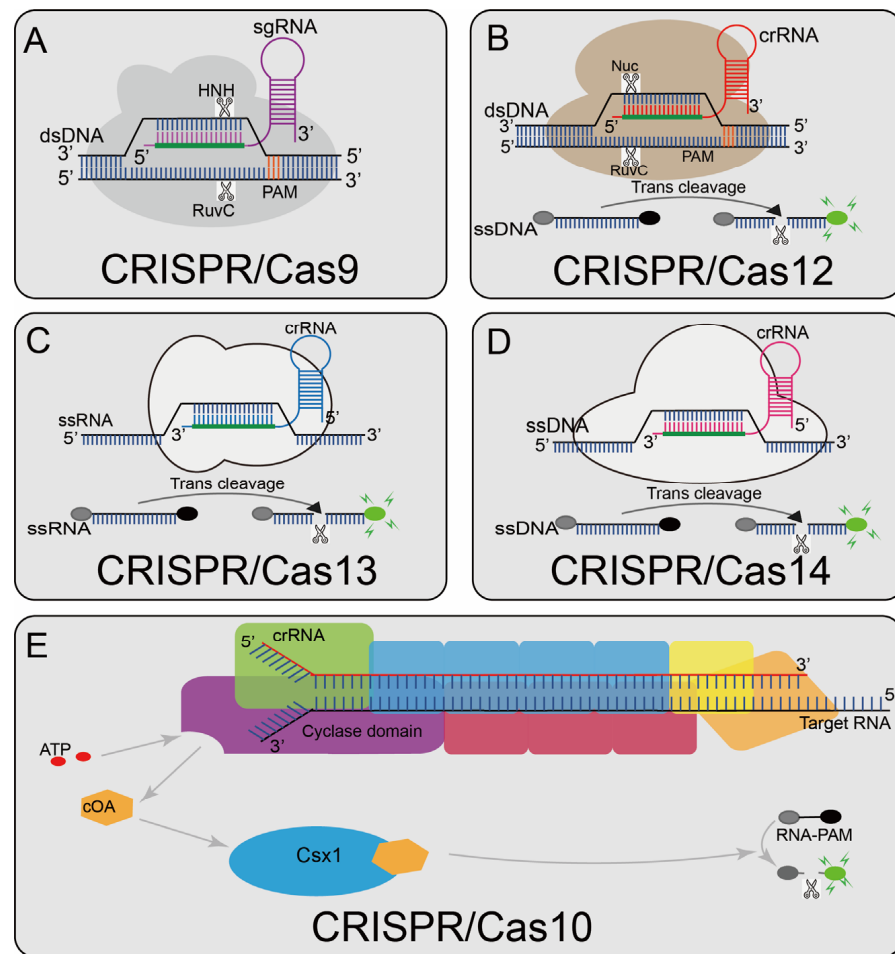 A
sgRNA
HNH
dsDNA
3’
5’
3’
5’
5’
3’
PAM
RuvC
CRISPR/Cas9
B
crRNA
Nuc
dsDNA
3’
3’
5’
5’
5’
3’
PAM
RuvC
Trans cleavage
ssDNA
CRISPR/Cas12
C
crRNA
ssRNA
5’
3’
5’
3’
Trans cleavage
ssRNA
CRISPR/Cas13
D
crRNA
ssDNA
5’
3’
5’
3’
Trans cleavage
ssDNA
CRISPR/Cas14
E
5’
crRNA
3’
5’
Target RNA
Cyclase domain
3’
ATP
cOA
Csx1
RNA-PAM
CRISPR/Cas10